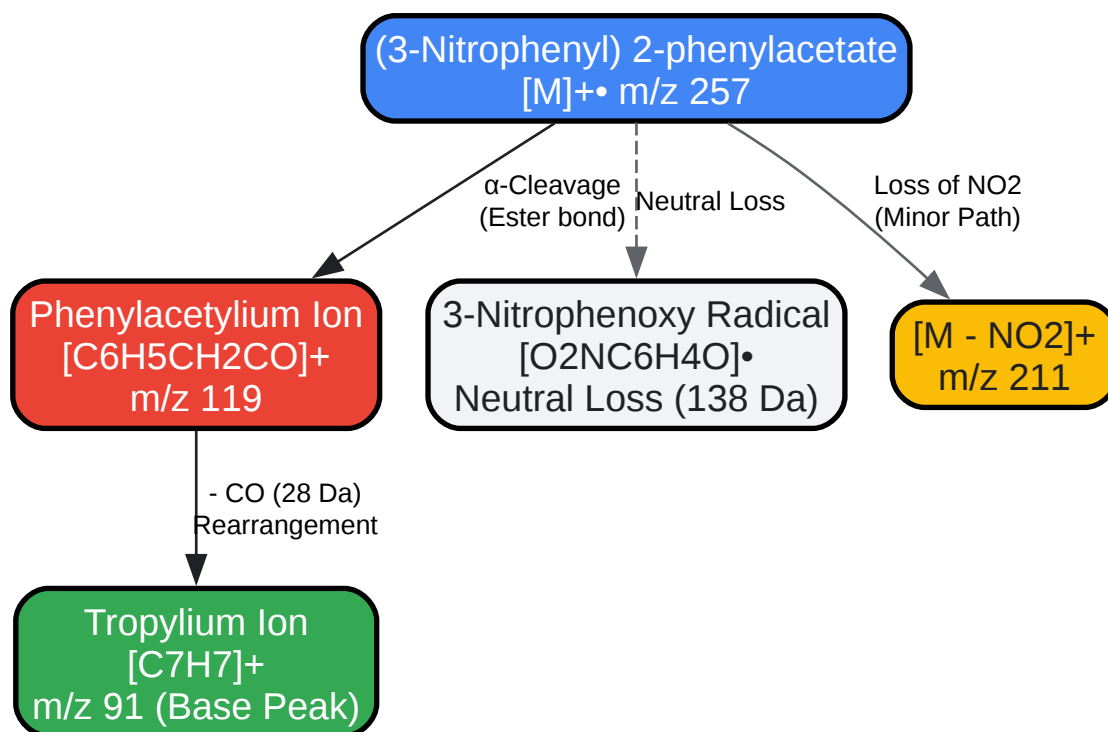 (3-Nitrophenyl) 2-phenylacetate
[M]+• m/z 257
α-Cleavage
(Ester bond)
Neutral Loss
Loss of NO2
(Minor Path)
Phenylacetylium Ion
[C6H5CH2CO]+
m/z 119
3-Nitrophenoxy Radical
[O2NC6H4O]•
Neutral Loss (138 Da)
[M - NO2]+
m/z 211
- CO (28 Da)
Rearrangement
Tropylium Ion
[C7H7]+
m/z 91 (Base Peak)